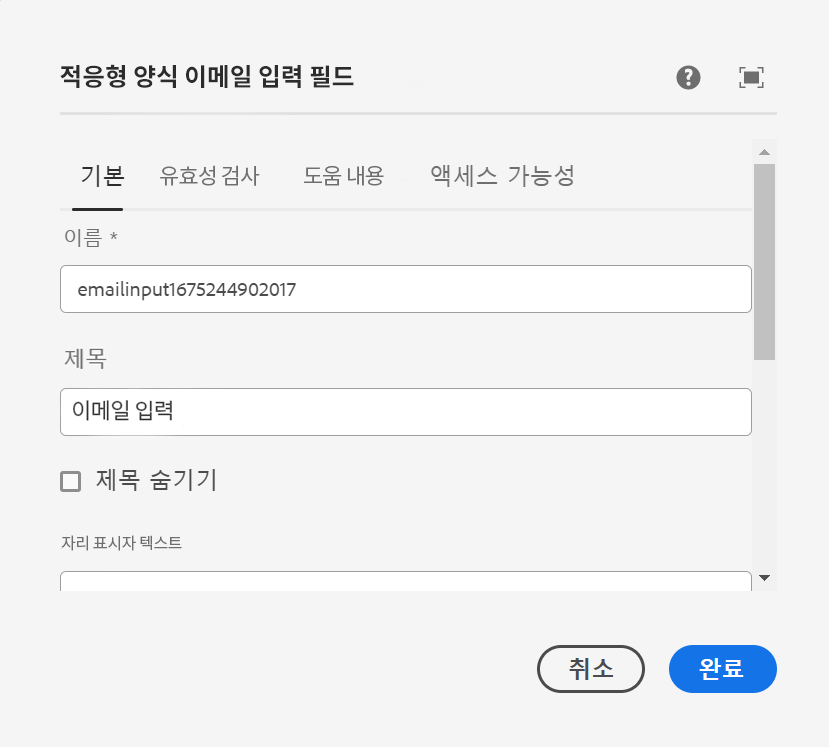 적응형 양식 이메일 입력 필드
기본 유효성 검사 도움 내용 액세스 가능성
이름 *
emailinput1675244902017
제목
이메일 입력
제목 숨기기
자리 표시자 텍스트
취소 완료